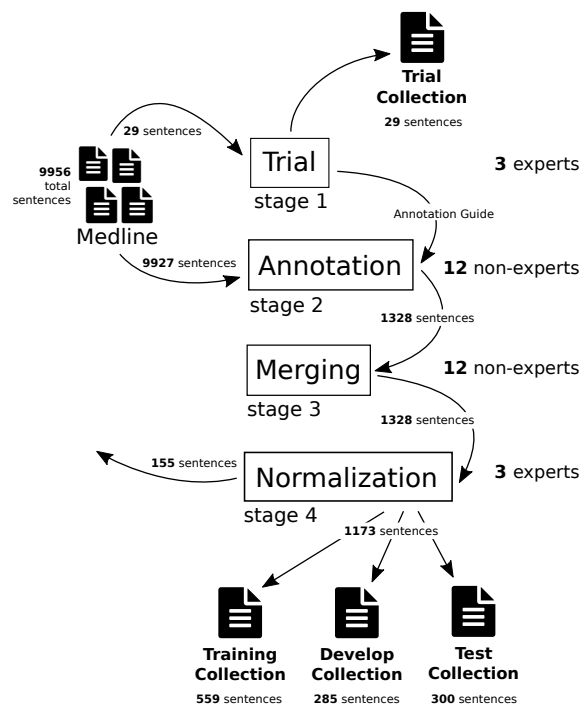 Trial
Collection
29 sentences
29 sentences
9956
total
sentences
Medline
Trial
stage 1
3 experts
Annotation Guide
9927 sentences
Annotation
stage 2
12 non-experts
1328 sentences
Merging
stage 3
12 non-experts
1328 sentences
155 sentences
Normalization
stage 4
3 experts
1173 sentences
Training
Collection
559 sentences
Develop
Collection
285 sentences
Test
Collection
300 sentences